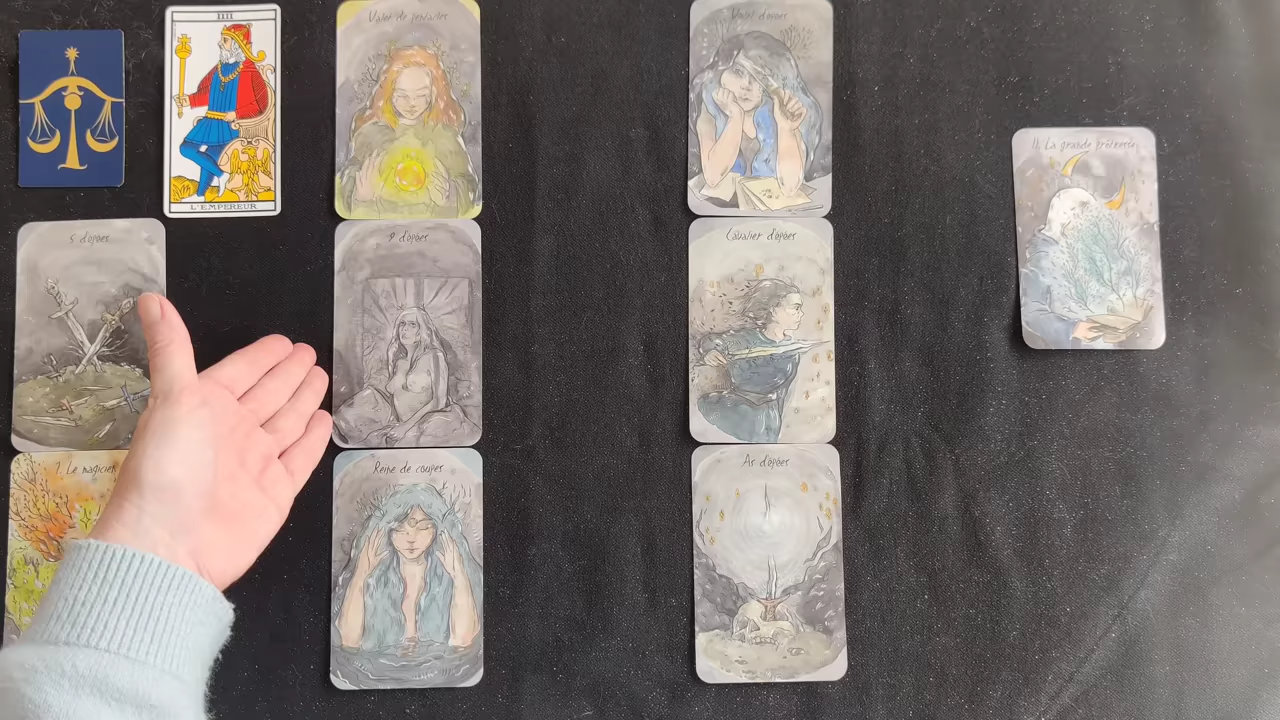 IIII
L'EMPEREUR
Valet de pentacles
Valet d'épées
II. La grande prêtresse
5 d'épées
9 d'épées
Cavalier d'épées
I. Le magicien
Reine de coupes
As d'épées